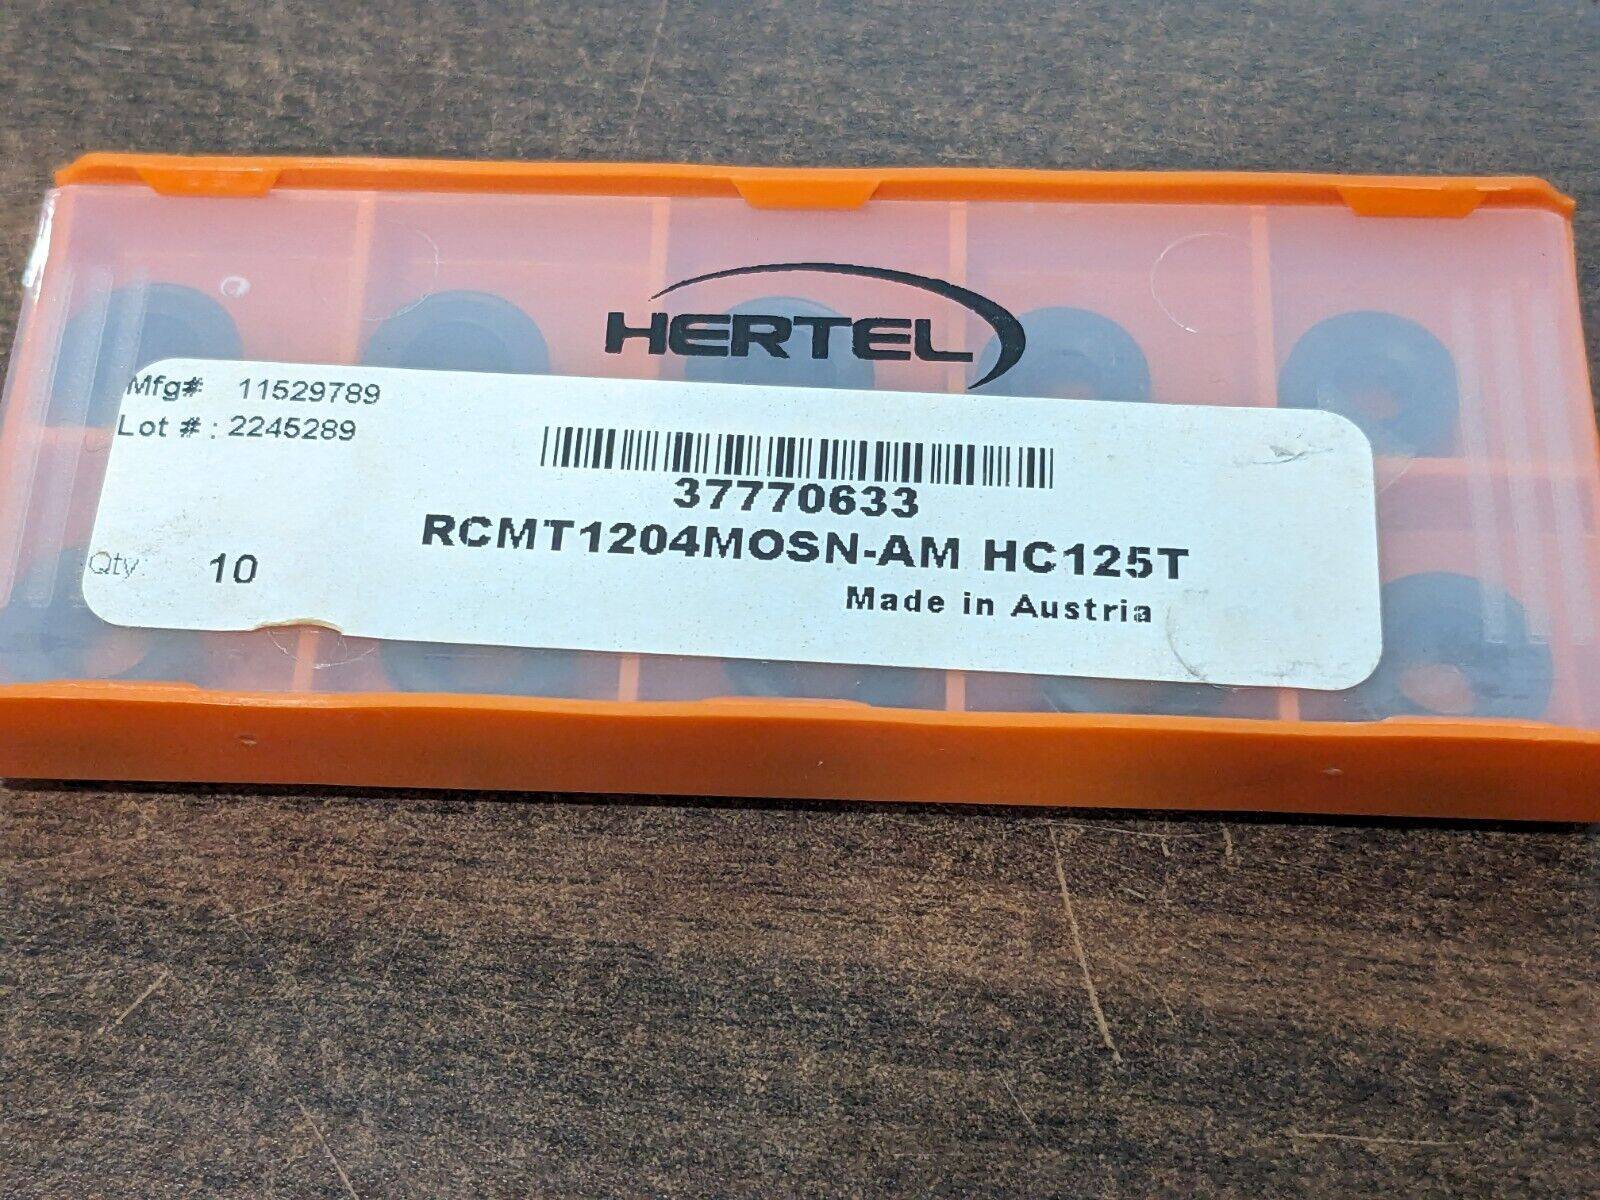 HERTEL
Mfg# 11529789
Lot # : 2245289
37770633
RCMT1204MOSN-AM HC125T
Qty: 10
Made in Austria